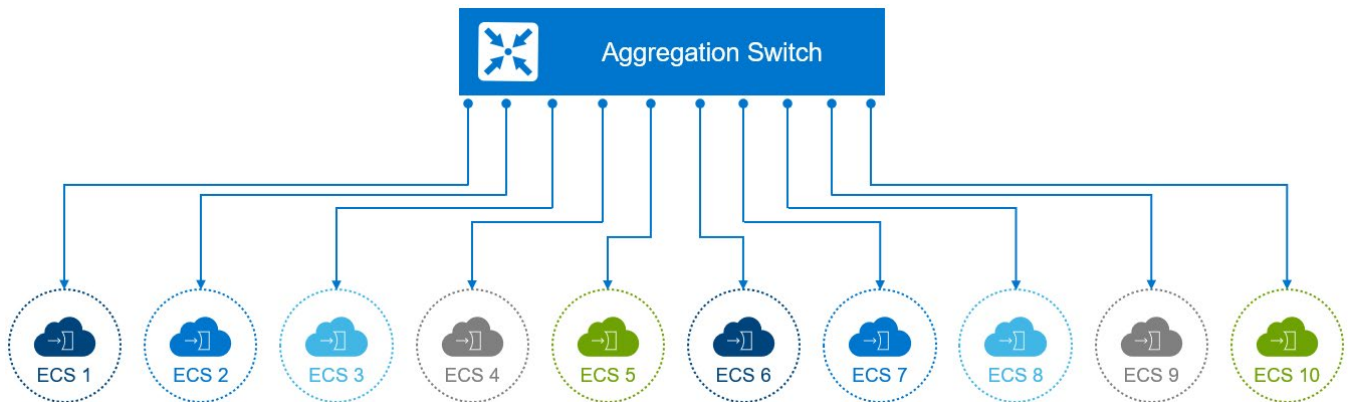 Aggregation Switch
ECS 1
ECS 2
ECS 3
ECS 4
ECS 5
ECS 6
ECS 7
ECS 8
ECS 9
ECS 10